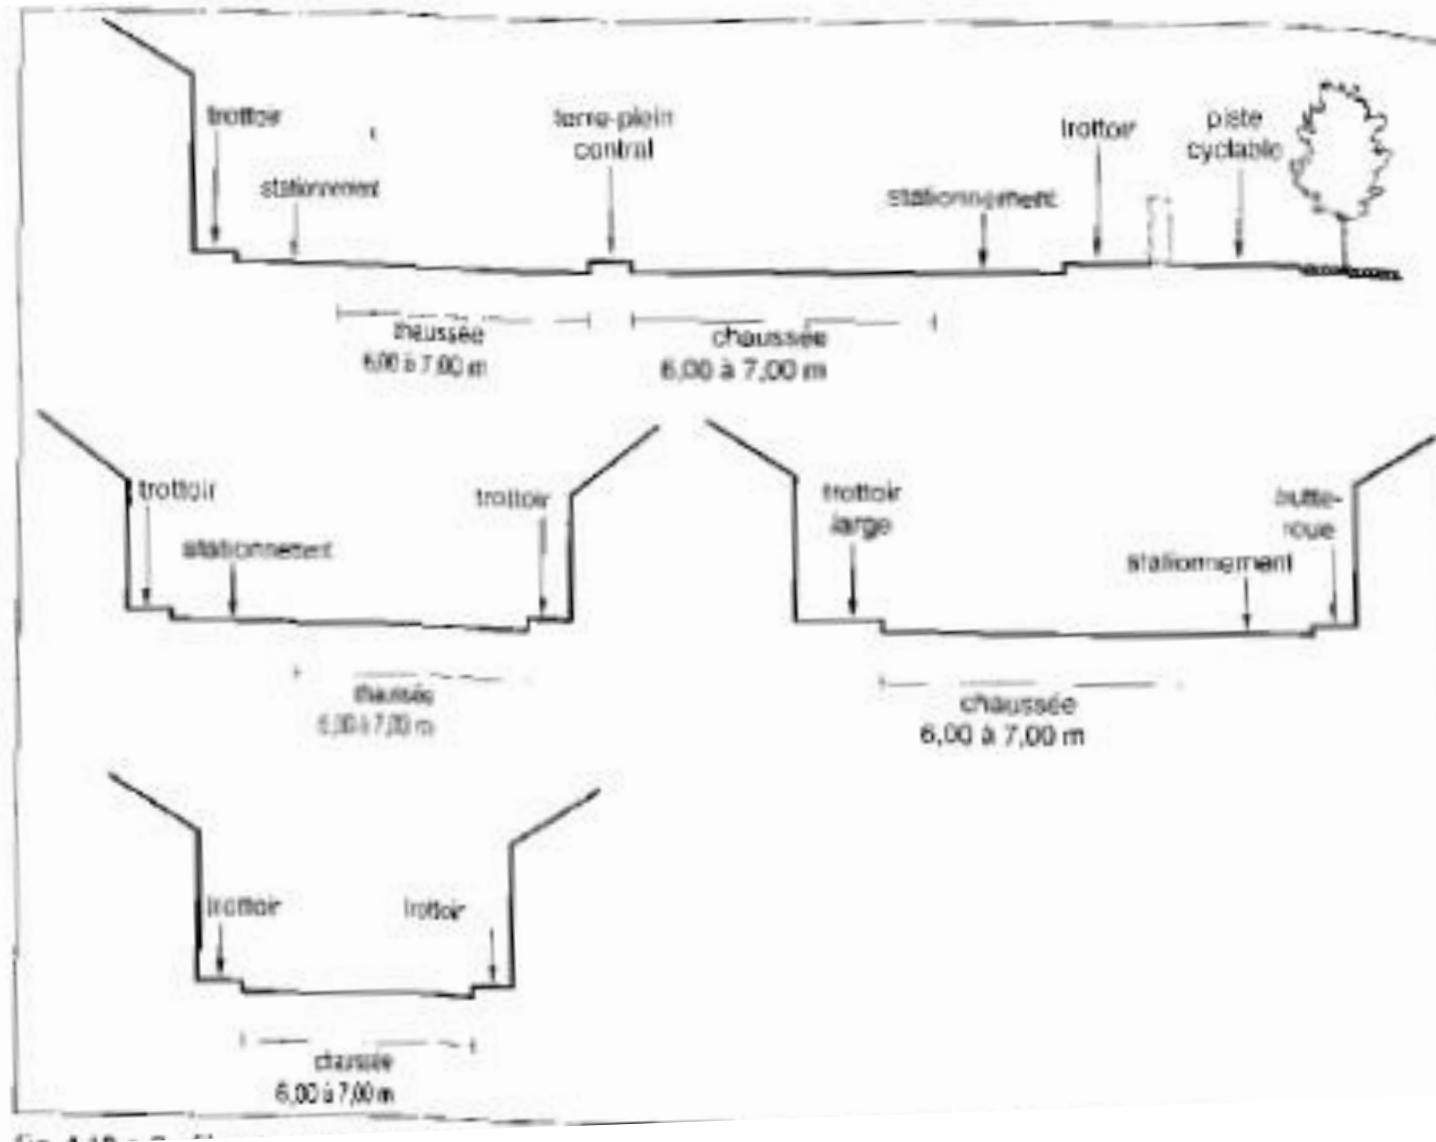 trottoir
stationnement
terre-plein
central
stationnement
trottoir
piste
cyclable
chaussée
6,00 à 7,00 m
chaussée
6,00 à 7,00 m
trottoir
stationnement
trottoir
chaussée
6,00 à 7,00 m
trottoir
large
stationnement
butte-
roue
chaussée
6,00 à 7,00 m
trottoir
trottoir
chaussée
6,00 à 7,00 m